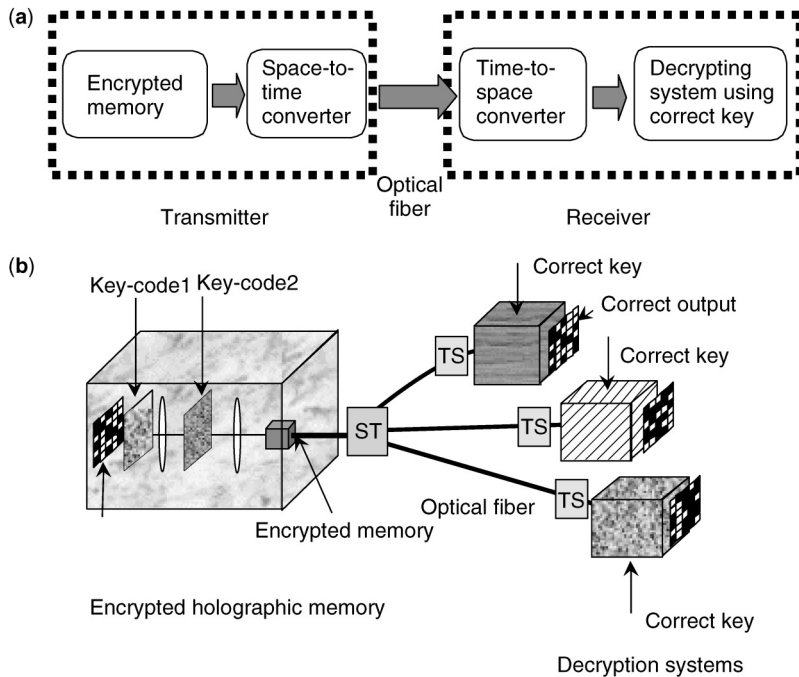 (a)
Encrypted
memory
Space-to-
time
converter
Time-to-
space
converter
Decrypting
system using
correct key
Optical
fiber
Transmitter
Receiver
(b)
Key-code1
Key-code2
Correct key
Correct output
TS
Correct key
ST
TS
TS
Optical fiber
Encrypted memory
Encrypted holographic memory
Correct key
Decryption systems